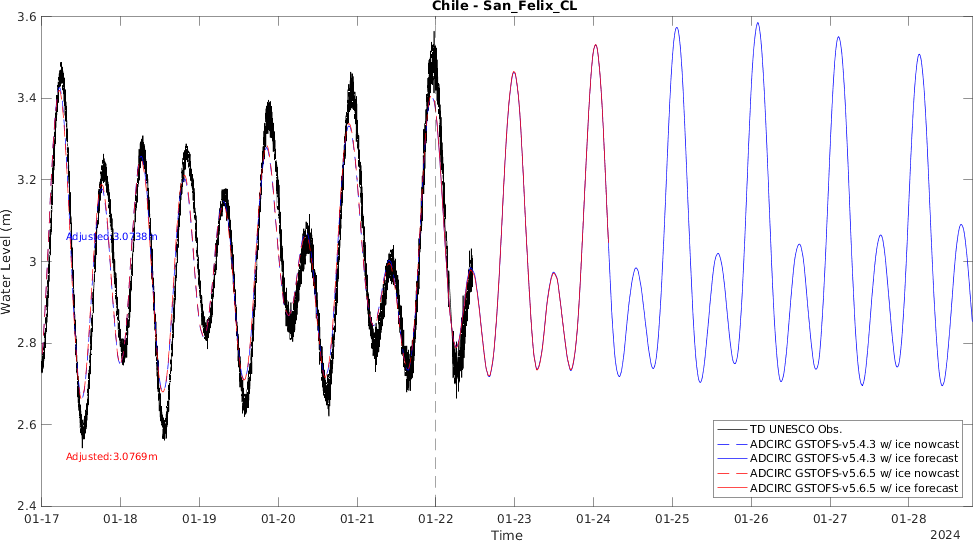 Chile - San_Felix_CL
3.6
3.4
3.2
3
2.8
2.6
2.4
Water Level (m)
Adjusted:3.0738m
Adjusted:3.0769m
TD UNESCO Obs.
ADCIRC GSTOFS-v5.4.3 w/ ice nowcast
ADCIRC GSTOFS-v5.4.3 w/ ice forecast
ADCIRC GSTOFS-v5.6.5 w/ ice nowcast
ADCIRC GSTOFS-v5.6.5 w/ ice forecast
01-17 01-18 01-19 01-20 01-21 01-22 01-23 01-24 01-25 01-26 01-27 01-28
Time
2024